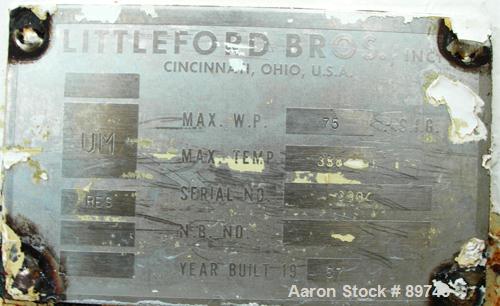 LITTLEFORD BROS., INC.
CINCINNATI, OHIO, U.S.A.
MAX. W.P. 75 P.S.I.G.
UM
MAX. TEMP.
RES SERIAL NO.
N.B. NO.
YEAR BUILT 19 67
Aaron Stock #